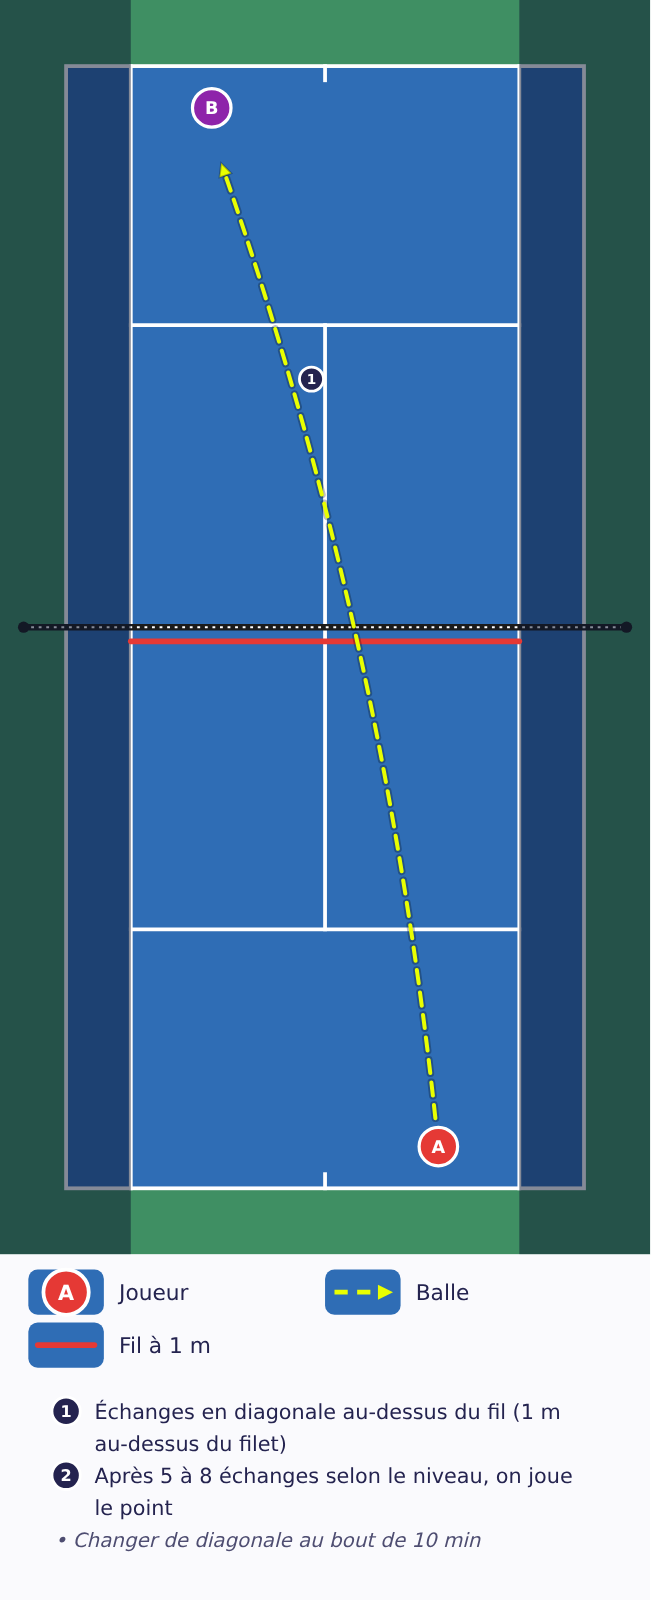 B
1
A
A Joueur
Balle
Fil à 1 m
1 Échanges en diagonale au-dessus du fil (1 m
au-dessus du filet)
2 Après 5 à 8 échanges selon le niveau, on joue
le point
• Changer de diagonale au bout de 10 min